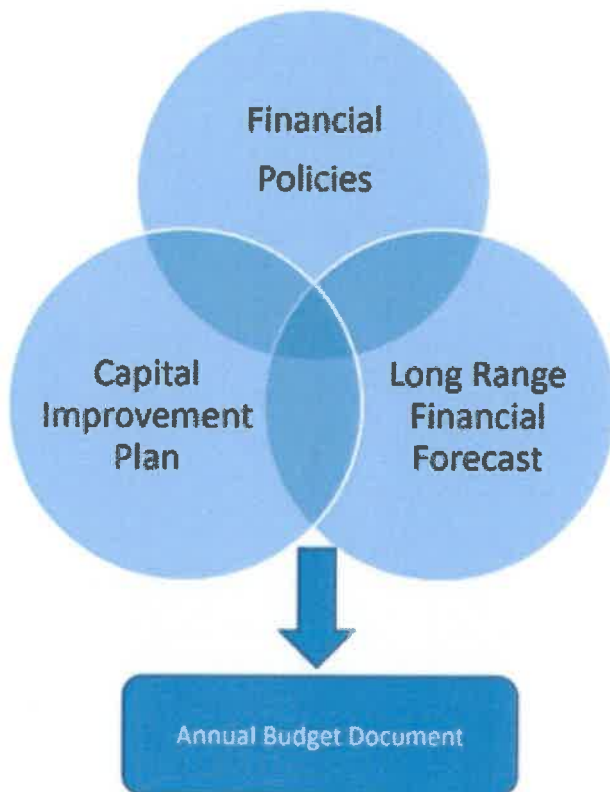 Financial
Policies
Capital
Improvement
Plan
Long Range
Financial
Forecast
Annual Budget Document